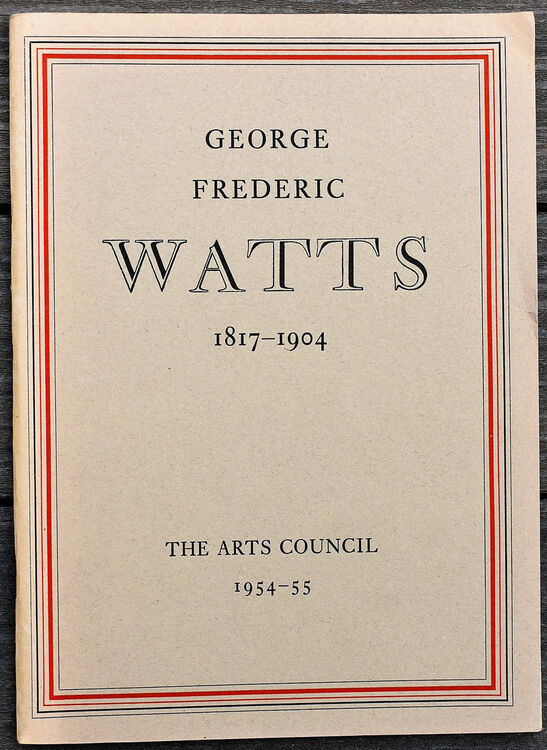 GEORGE
FREDERIC
WATTS
1817–1904
THE ARTS COUNCIL
1954–55